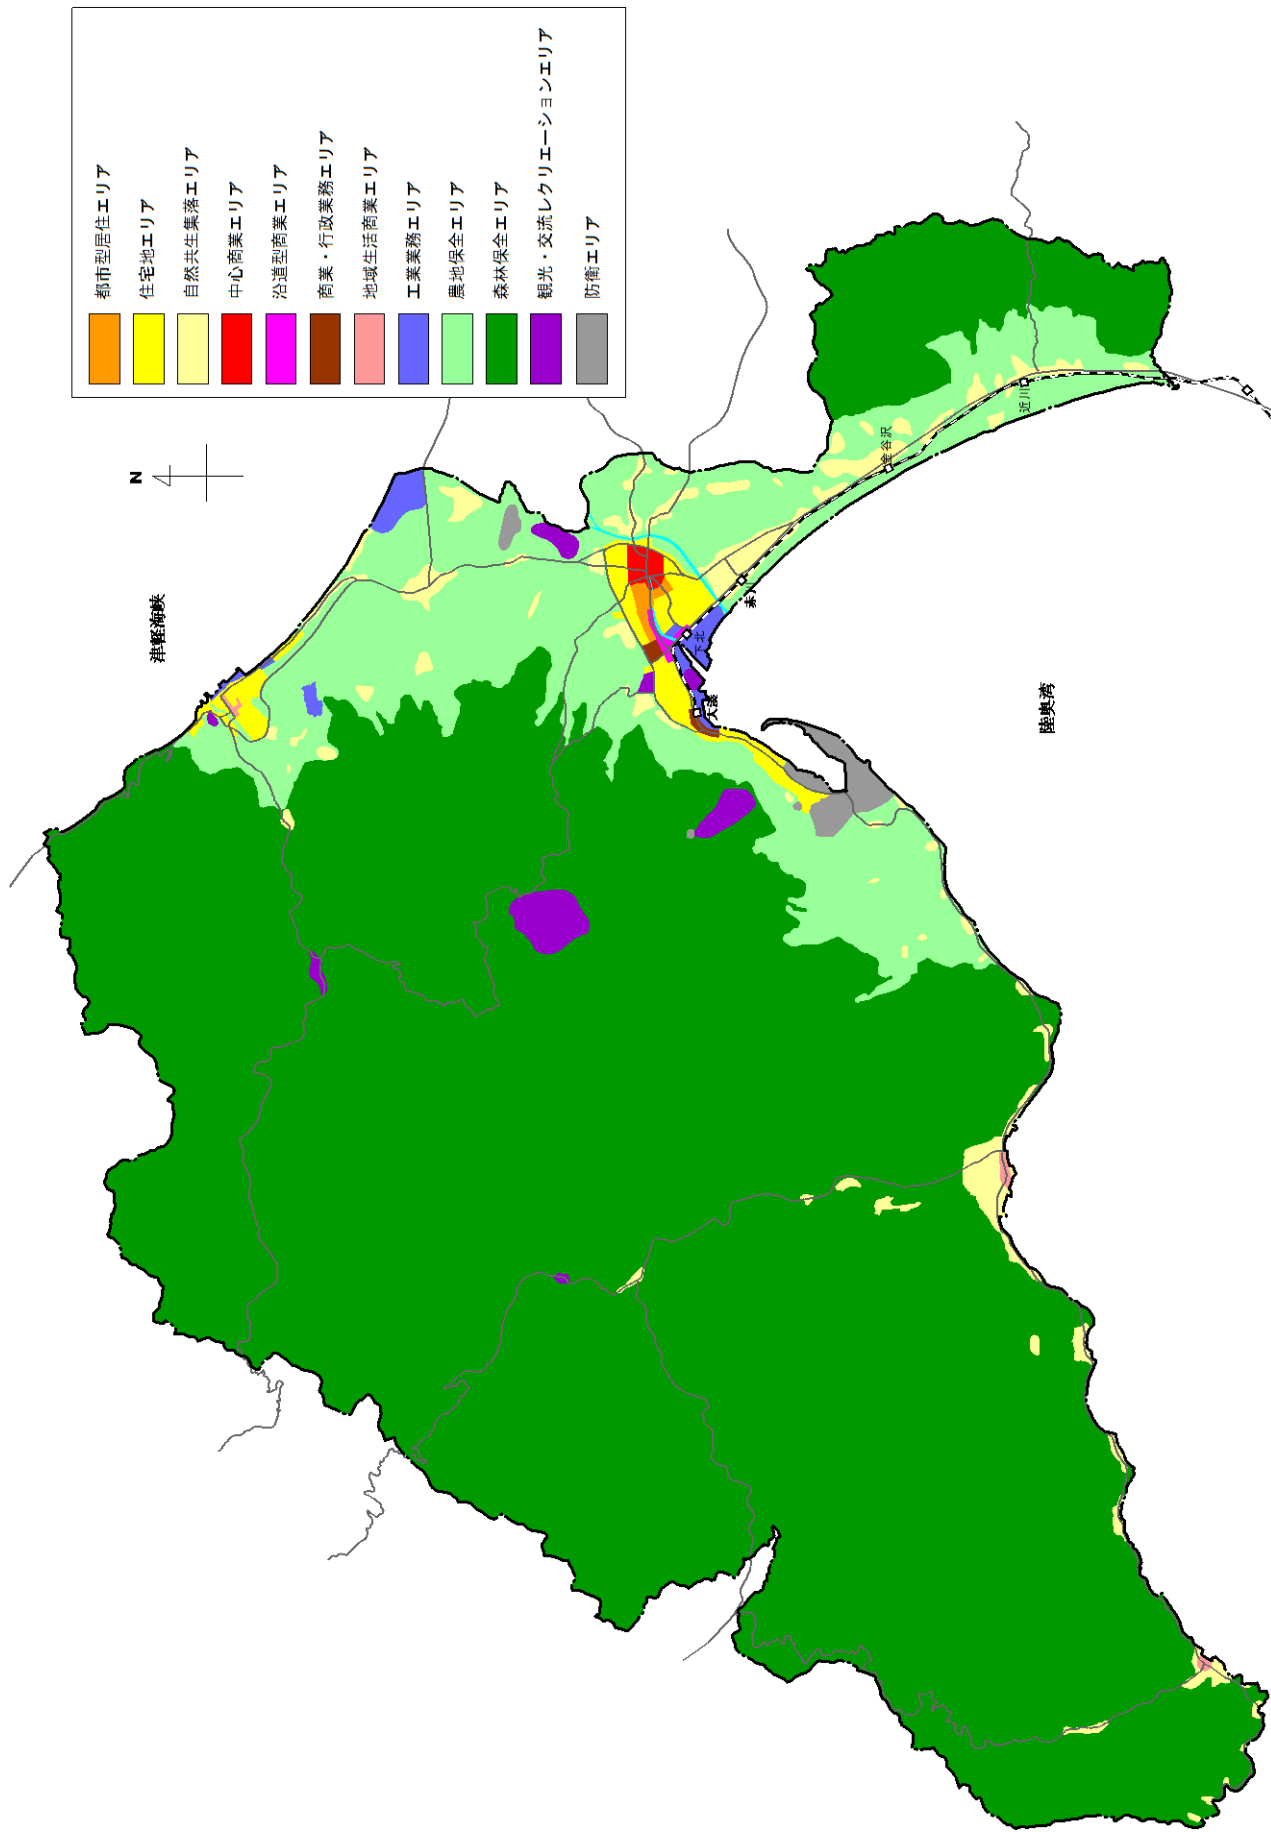 都市型居住エリア
住宅地エリア
自然共生集落エリア
中心商業エリア
沿道型商業エリア
商業・行政業務エリア
地域生活商業エリア
工業業務エリア
農地保全エリア
森林保全エリア
観光・交流レクリエーションエリア
防衛エリア
N
津軽海峡
近川
金谷沢
赤川
下北
大湊
陸奥湾